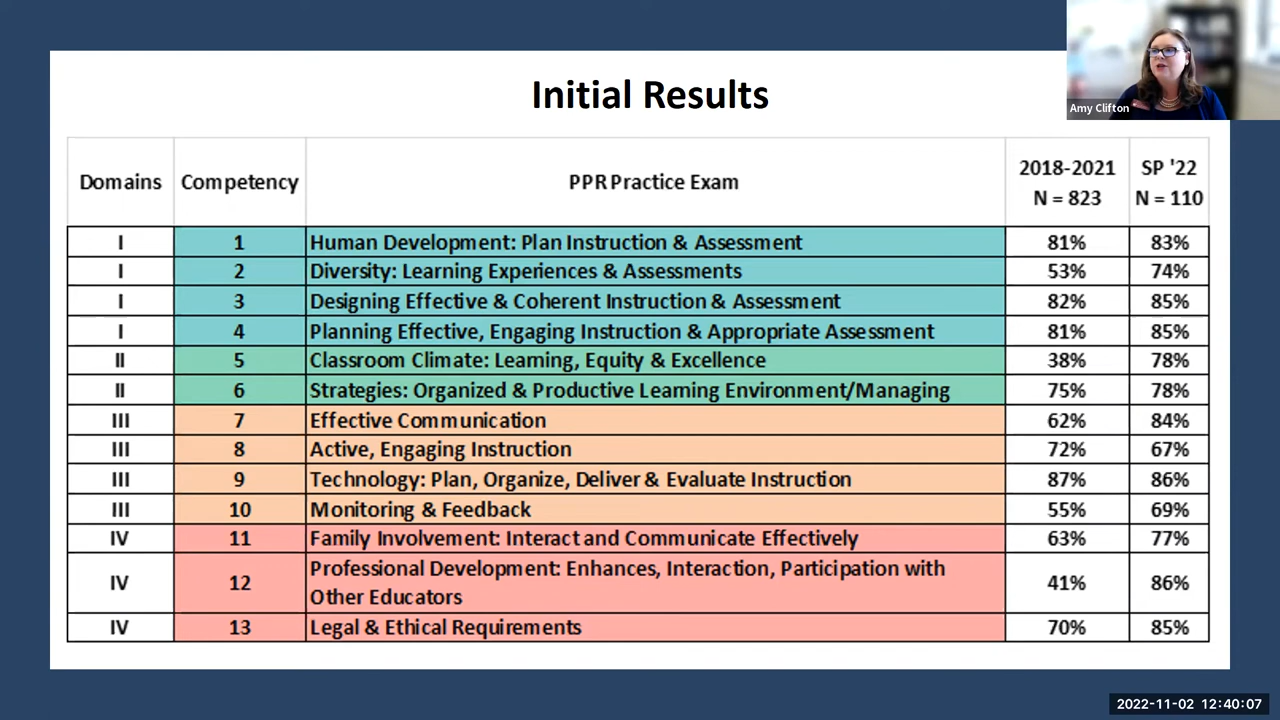 Initial Results
Amy Clifton
Domains Competency PPR Practice Exam 2018-2021 N = 823 SP '22 N = 110
I 1 Human Development: Plan Instruction & Assessment 81% 83%
I 2 Diversity: Learning Experiences & Assessments 53% 74%
I 3 Designing Effective & Coherent Instruction & Assessment 82% 85%
I 4 Planning Effective, Engaging Instruction & Appropriate Assessment 81% 85%
II 5 Classroom Climate: Learning, Equity & Excellence 38% 78%
II 6 Strategies: Organized & Productive Learning Environment/Managing 75% 78%
III 7 Effective Communication 62% 84%
III 8 Active, Engaging Instruction 72% 67%
III 9 Technology: Plan, Organize, Deliver & Evaluate Instruction 87% 86%
III 10 Monitoring & Feedback 55% 69%
IV 11 Family Involvement: Interact and Communicate Effectively 63% 77%
IV 12 Professional Development: Enhances, Interaction, Participation with
Other Educators 41% 86%
IV 13 Legal & Ethical Requirements 70% 85%
2022-11-02 12:40:07